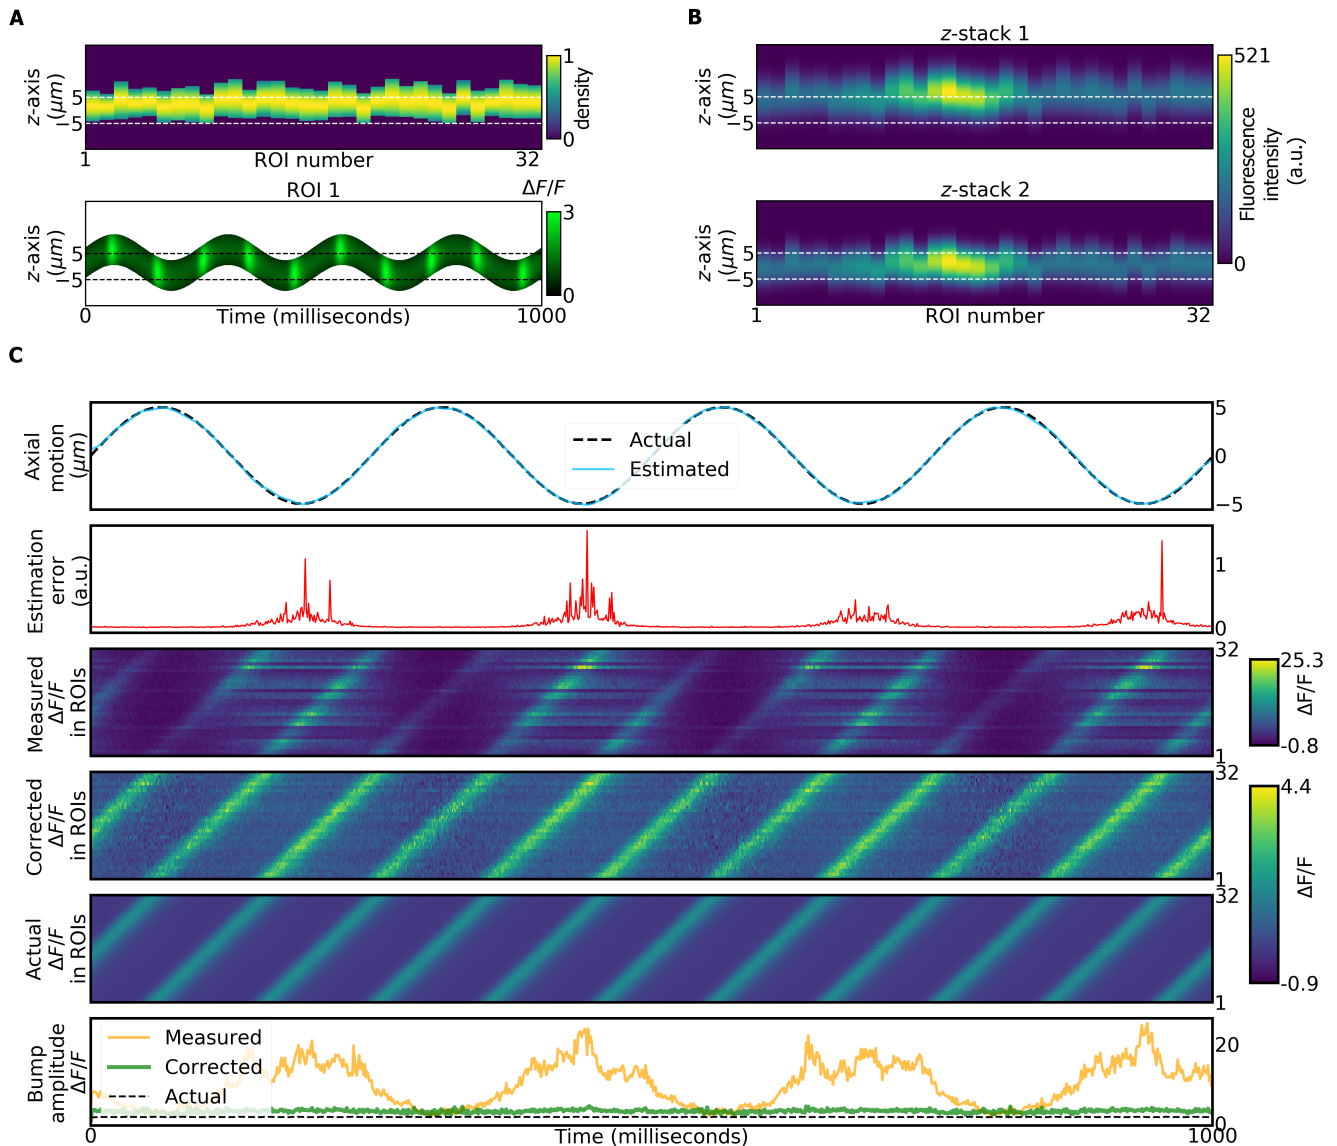 A
z-axis
(μm)
5
−5
1
ROI number
32
1
0
density
ROI 1
ΔF/F
z-axis
(μm)
5
−5
0
Time (milliseconds)
1000
3
0
B
z-stack 1
z-axis
(μm)
5
−5
z-stack 2
z-axis
(μm)
5
−5
1
ROI number
32
521
0
Fluorescence
intensity
(a.u.)
C
Axial
motion
(μm)
Actual
Estimated
5
0
−5
Estimation
error
(a.u.)
1
0
Measured
ΔF/F
in ROIs
32
1
25.3
-0.8
ΔF/F
Corrected
ΔF/F
in ROIs
32
1
4.4
-0.9
ΔF/F
Actual
ΔF/F
in ROIs
32
1
Bump
amplitude
ΔF/F
Measured
Corrected
Actual
20
0
0
Time (milliseconds)
1000